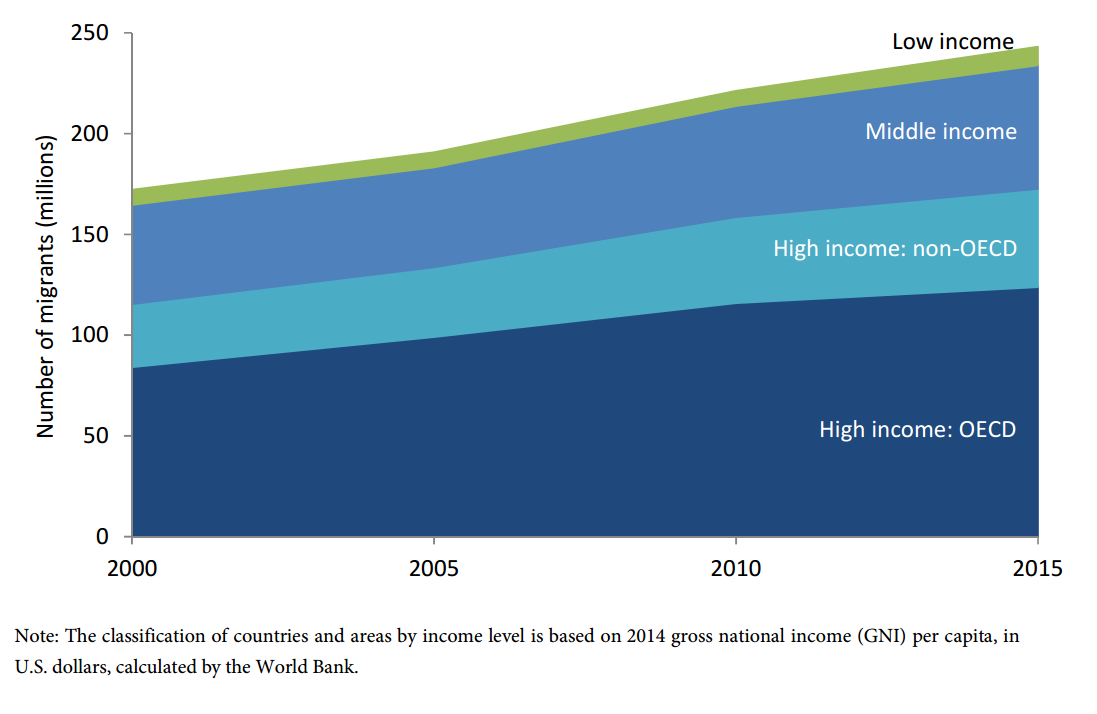 250
200
150
100
50
0
Number of migrants (millions)
Low income
Middle income
High income: non-OECD
High income: OECD
2000 2005 2010 2015
Note: The classification of countries and areas by income level is based on 2014 gross national income (GNI) per capita, in
U.S. dollars, calculated by the World Bank.